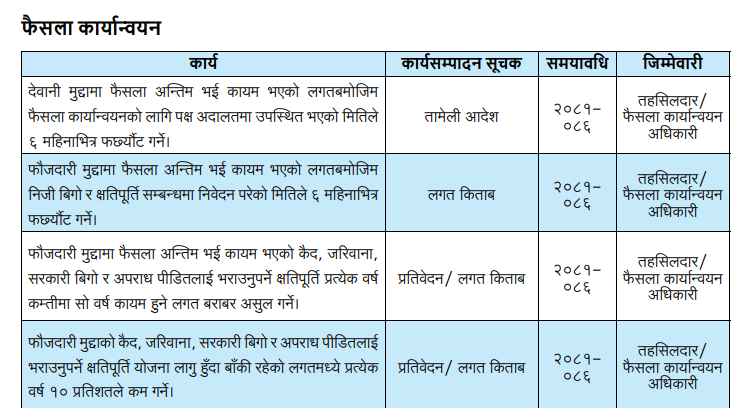 फैसला कार्यान्वयन
कार्य कार्यसम्पादन सूचक समयावधि जिम्मेवारी
देवानी मुद्दामा फैसला अन्तिम भई कायम भएको लगतबमोजिम
फैसला कार्यान्वयनको लागि पक्ष अदालतमा उपस्थित भएको मितिले
६ महिनाभित्र फर्छ्यौट गर्ने।
तामेली आदेश
२०८१–
०८६
तहसिलदार/
फैसला कार्यान्वयन
अधिकारी
फौजदारी मुद्दामा फैसला अन्तिम भई कायम भएको लगतबमोजिम
निजी बिगो र क्षतिपूर्ति सम्बन्धमा निवेदन परेको मितिले ६ महिनाभित्र
फर्छ्यौट गर्ने।
लगत किताब
२०८१–
०८६
तहसिलदार/
फैसला कार्यान्वयन
अधिकारी
फौजदारी मुद्दामा फैसला अन्तिम भई कायम भएको कैद, जरिवाना,
सरकारी बिगो र अपराध पीडितलाई भराउनुपर्ने क्षतिपूर्ति प्रत्येक वर्ष
कम्तीमा सो वर्ष कायम हुने लगत बराबर असुल गर्ने।
प्रतिवेदन/ लगत किताब
२०८१–
०८६
तहसिलदार/
फैसला कार्यान्वयन
अधिकारी
फौजदारी मुद्दाको कैद, जरिवाना, सरकारी बिगो र अपराध पीडितलाई
भराउनुपर्ने क्षतिपूर्ति योजना लागु हुँदा बाँकी रहेको लगतमध्ये प्रत्येक
वर्ष १० प्रतिशतले कम गर्ने।
प्रतिवेदन/ लगत किताब
२०८१–
०८६
तहसिलदार/
फैसला कार्यान्वयन
अधिकारी